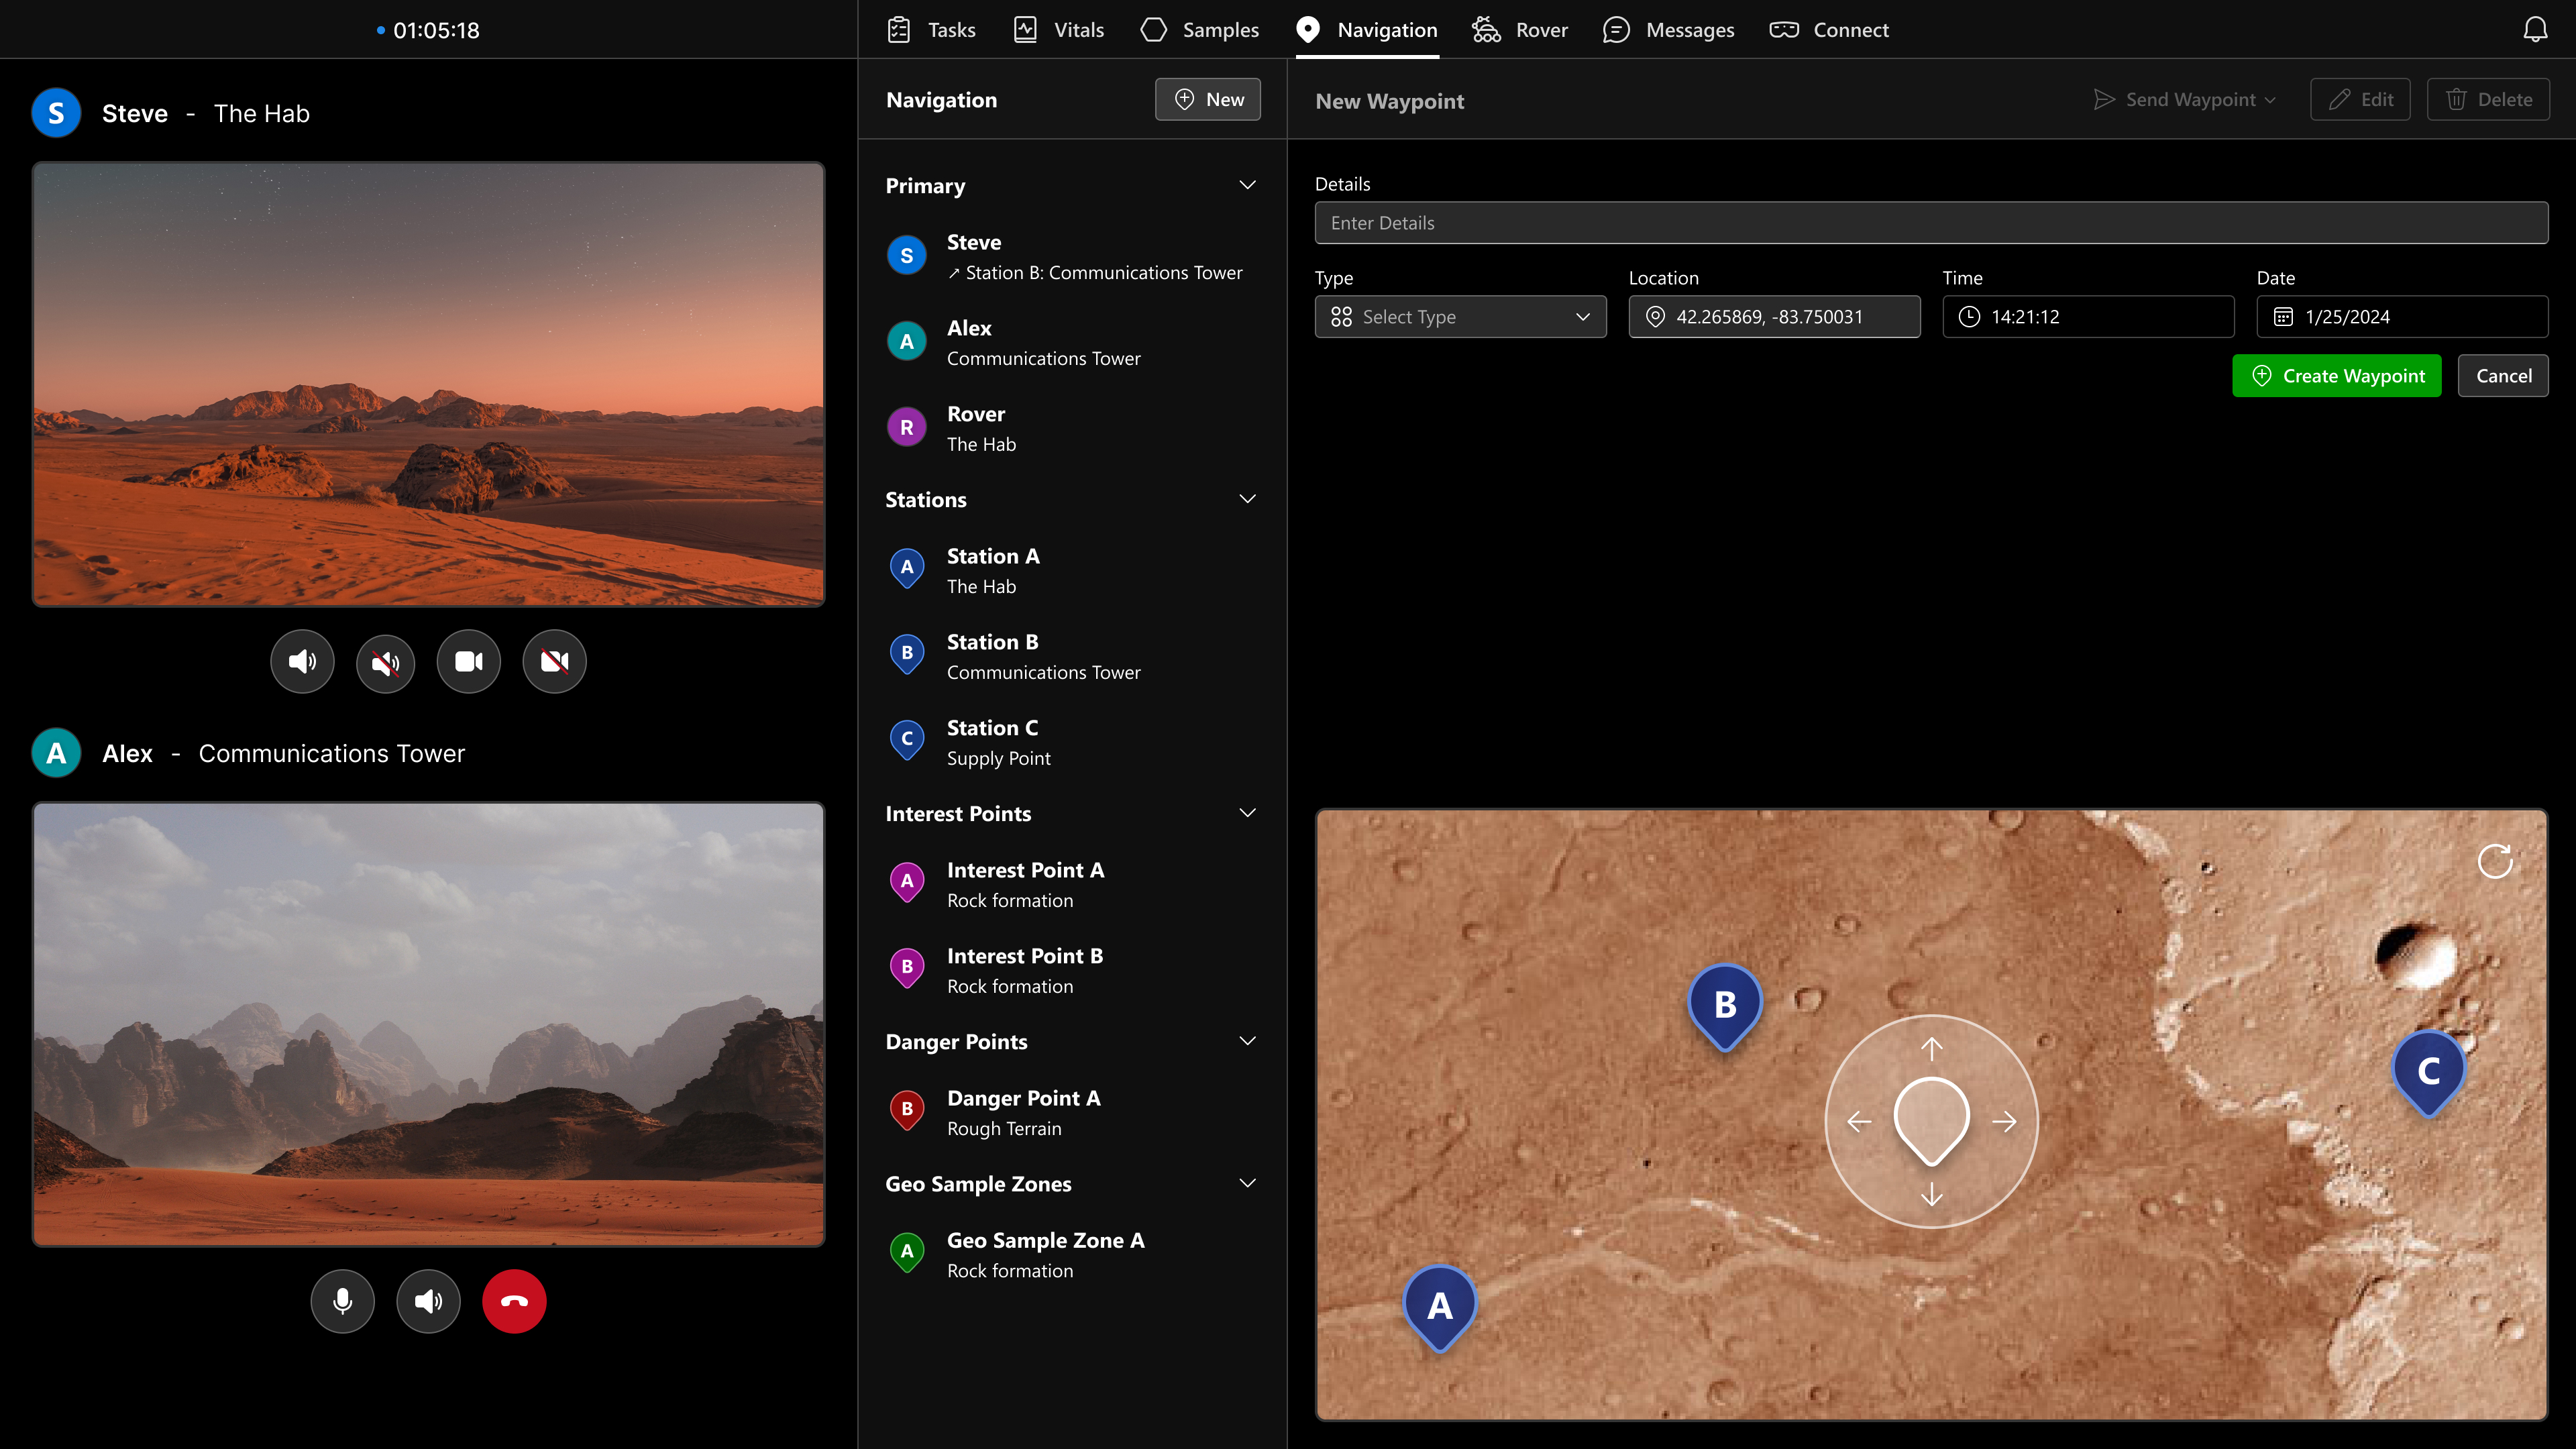 01:05:18
Tasks
Vitals
Samples
Navigation
Rover
Messages
Connect
S
Steve - The Hab
A
Alex - Communications Tower
Navigation
New
Primary
S
Steve
↗ Station B: Communications Tower
A
Alex
Communications Tower
R
Rover
The Hab
Stations
A
Station A
The Hab
B
Station B
Communications Tower
C
Station C
Supply Point
Interest Points
A
Interest Point A
Rock formation
B
Interest Point B
Rock formation
Danger Points
B
Danger Point A
Rough Terrain
Geo Sample Zones
A
Geo Sample Zone A
Rock formation
New Waypoint
Send Waypoint
Edit
Delete
Details
Enter Details
Type
Select Type
Location
42.265869, -83.750031
Time
14:21:12
Date
1/25/2024
Create Waypoint
Cancel
B
C
A